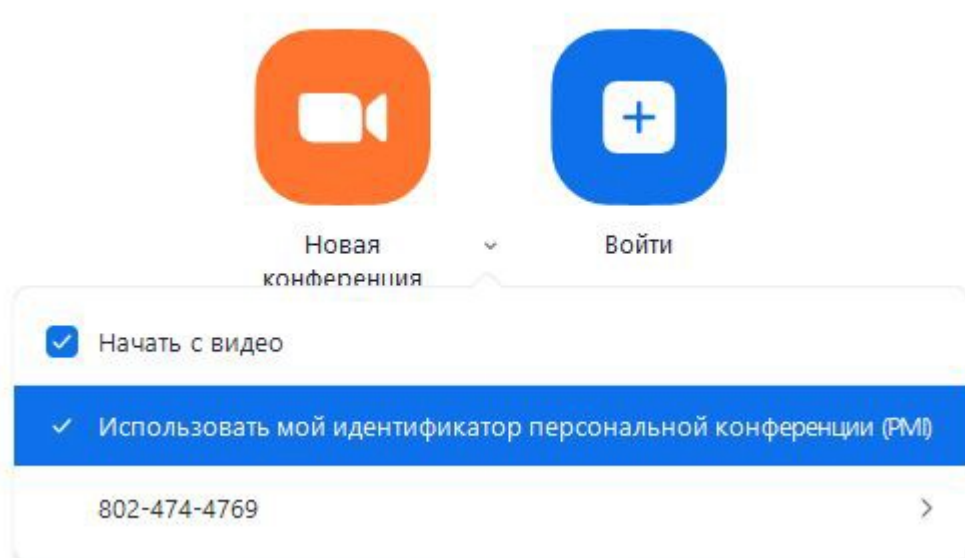 Новая
конференция
Войти
Начать с видео
Использовать мой идентификатор персональной конференции (PMI)
802-474-4769